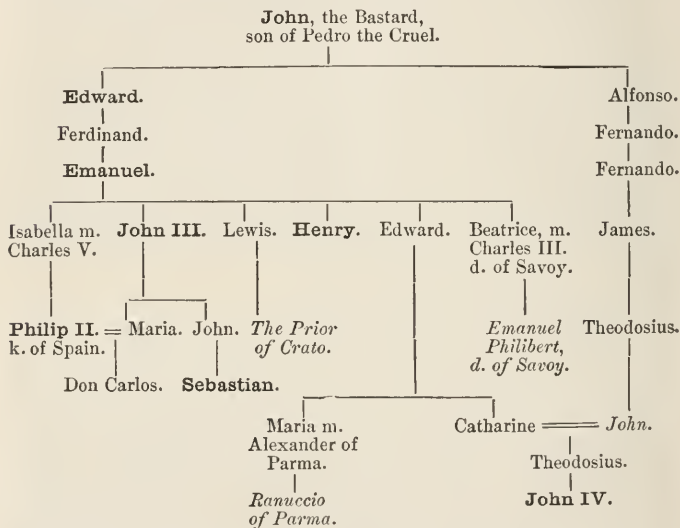 John, the Bastard,
son of Pedro the Cruel.
Edward. Alfonso.
Ferdinand. Fernando.
Emanuel. Fernando.
Isabella m. John III. Lewis. Henry. Edward. Beatrice, m. James.
Charles V. Charles III.
d. of Savoy.
Philip II. = Maria. John. The Prior Emanuel Theodosius.
k. of Spain. of Crato. Philibert,
Don Carlos. Sebastian. d. of Savoy.
Maria m. Catharine = John.
Alexander of
Parma. Theodosius.
Ranuccio John IV.
of Parma.